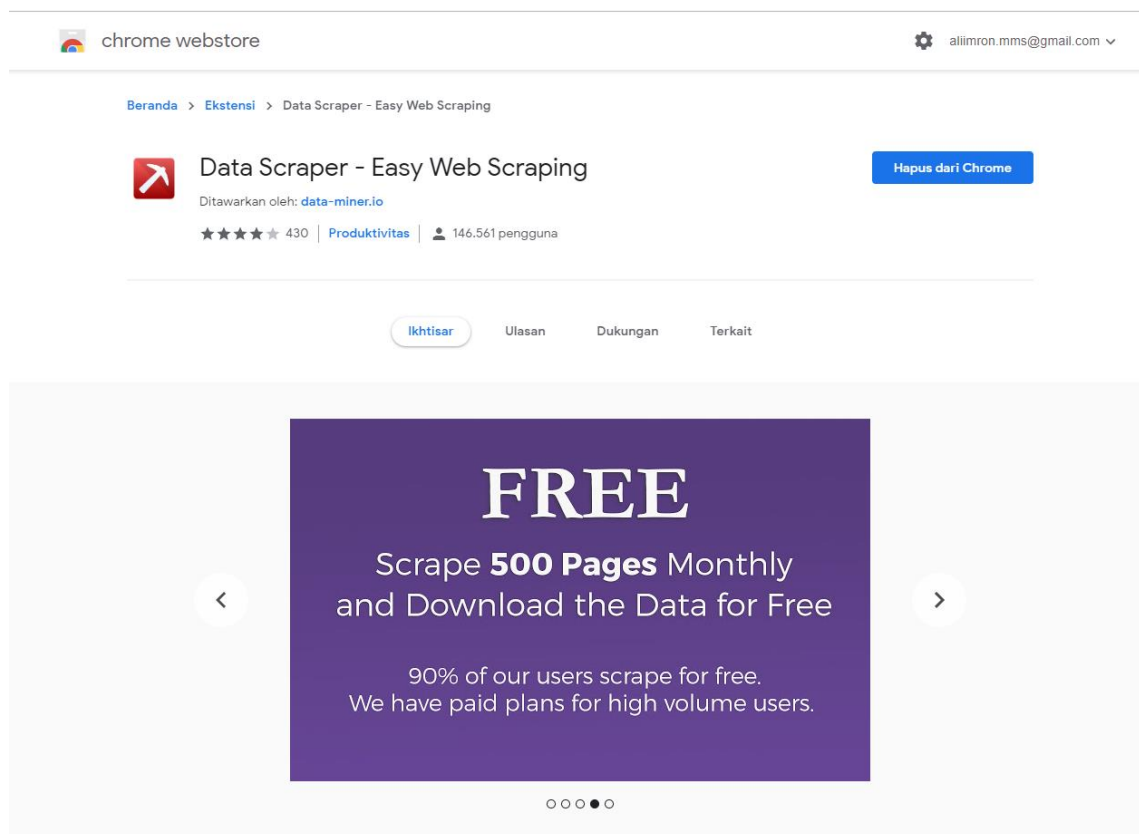 chrome webstore
aliimron.mms@gmail.com
Beranda > Ekstensi > Data Scraper - Easy Web Scraping
Data Scraper - Easy Web Scraping
Hapus dari Chrome
Ditawarkan oleh: data-miner.io
430 | Produktivitas | 146.561 pengguna
Ikhtisar Ulasan Dukungan Terkait
FREE
Scrape 500 Pages Monthly
and Download the Data for Free
90% of our users scrape for free.
We have paid plans for high volume users.